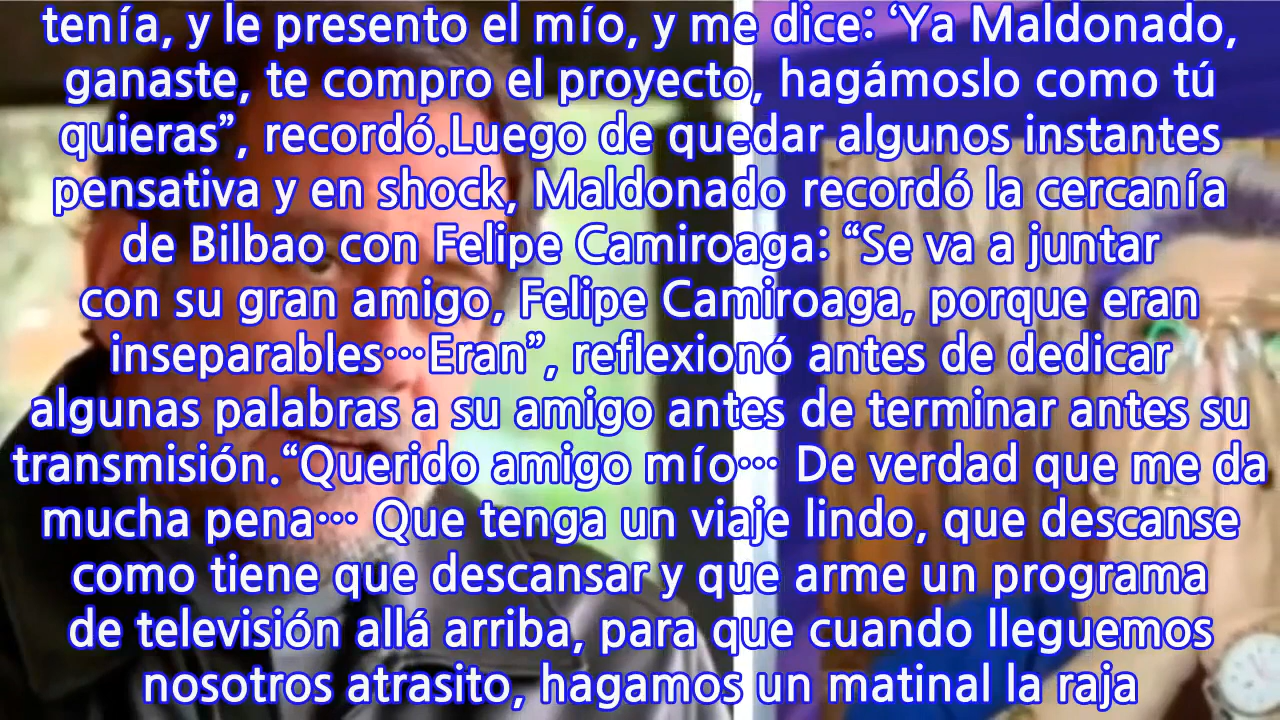 tenía, y le presento el mío, y me dice: ‘Ya Maldonado,
ganaste, te compro el proyecto, hagámoslo como tú
quieras”, recordó.Luego de quedar algunos instantes
pensativa y en shock, Maldonado recordó la cercanía
de Bilbao con Felipe Camiroaga: “Se va a juntar
con su gran amigo, Felipe Camiroaga, porque eran
inseparables…Eran”, reflexionó antes de dedicar
algunas palabras a su amigo antes de terminar antes su
transmisión.“Querido amigo mío… De verdad que me da
mucha pena… Que tenga un viaje lindo, que descanse
como tiene que descansar y que arme un programa
de televisión allá arriba, para que cuando lleguemos
nosotros atrasito, hagamos un matinal la raja